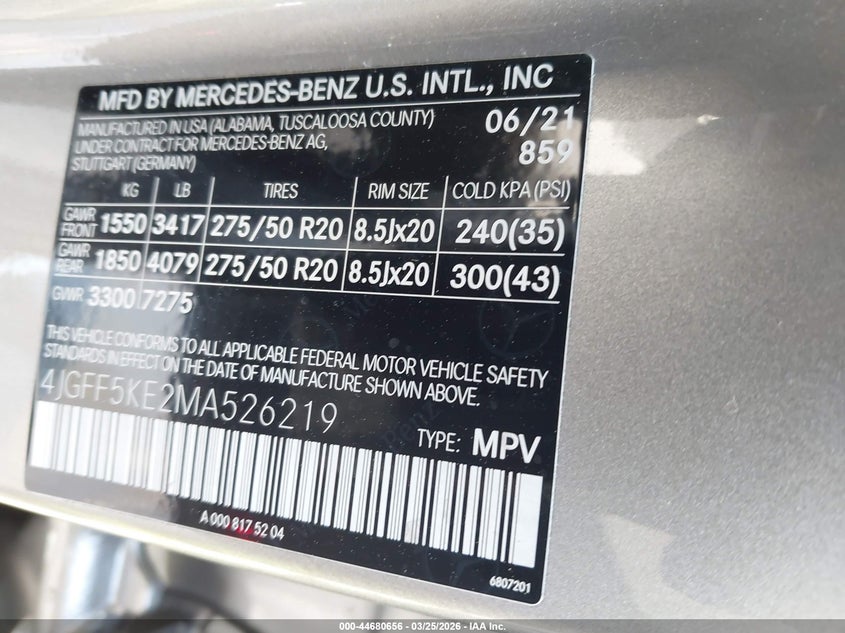 MFD BY MERCEDES-BENZ U.S. INTL., INC
MANUFACTURED IN USA (ALABAMA, TUSCALOOSA COUNTY) 06/21
UNDER CONTRACT FOR MERCEDES-BENZ AG, 859
STUTTGART (GERMANY)
KG LB TIRES RIM SIZE COLD KPA (PSI)
GAWR FRONT 1550 3417 275/50 R20 8.5Jx20 240(35)
GAWR REAR 1850 4079 275/50 R20 8.5Jx20 300(43)
GVWR 3300 7275
THIS VEHICLE CONFORMS TO ALL APPLICABLE FEDERAL MOTOR VEHICLE SAFETY
STANDARDS IN EFFECT ON THE DATE OF MANUFACTURE SHOWN ABOVE.
4JGFF5KE2MA526219
TYPE: MPV
A 000 817 52 04
6807201
000-44680656 — 03/25/2026 — IAA Inc.